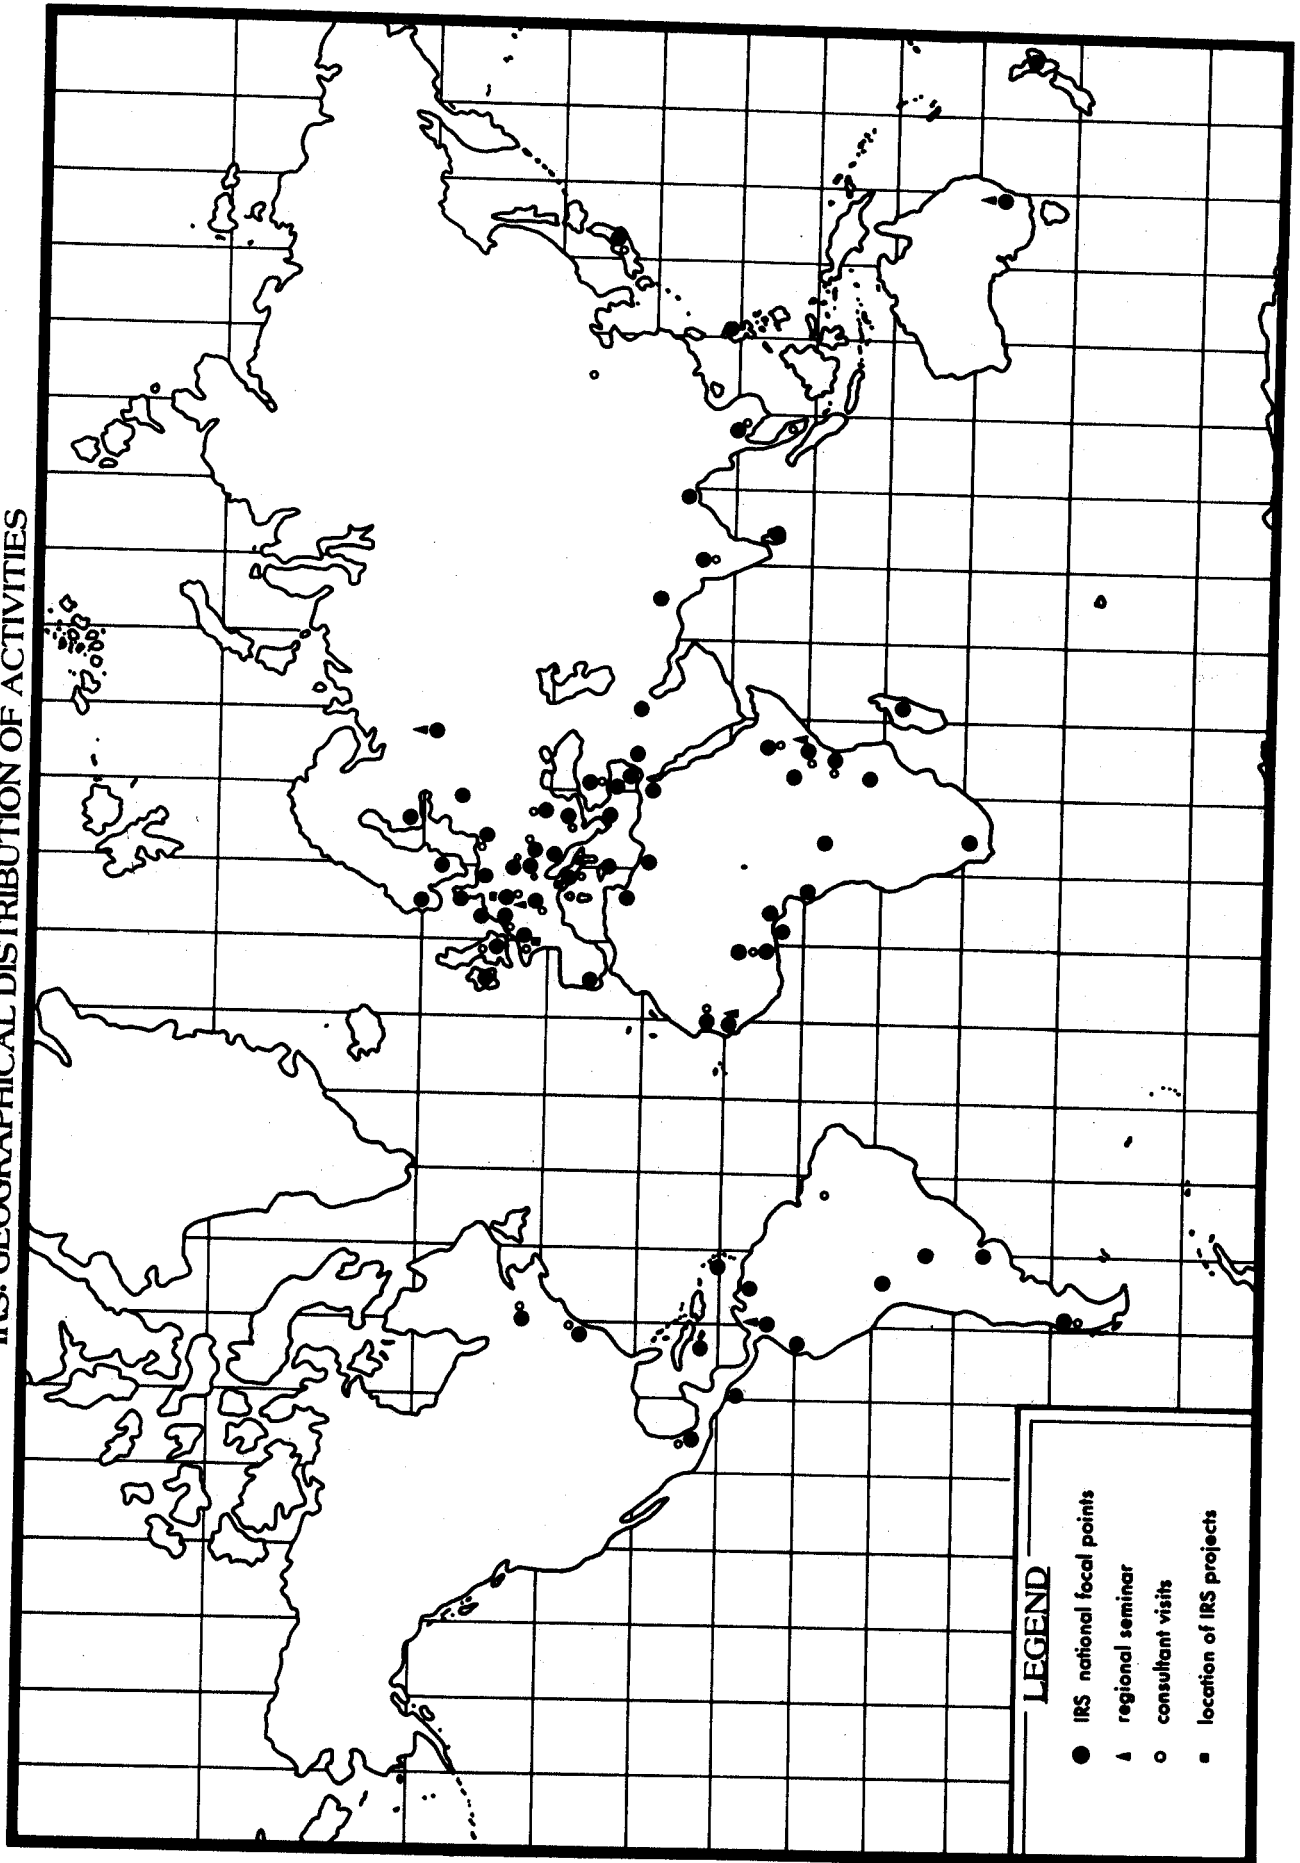 IRS: GEOGRAPHICAL DISTRIBUTION OF ACTIVITIES
LEGEND
IRS national focal points
regional seminar
consultant visits
location of IRS projects